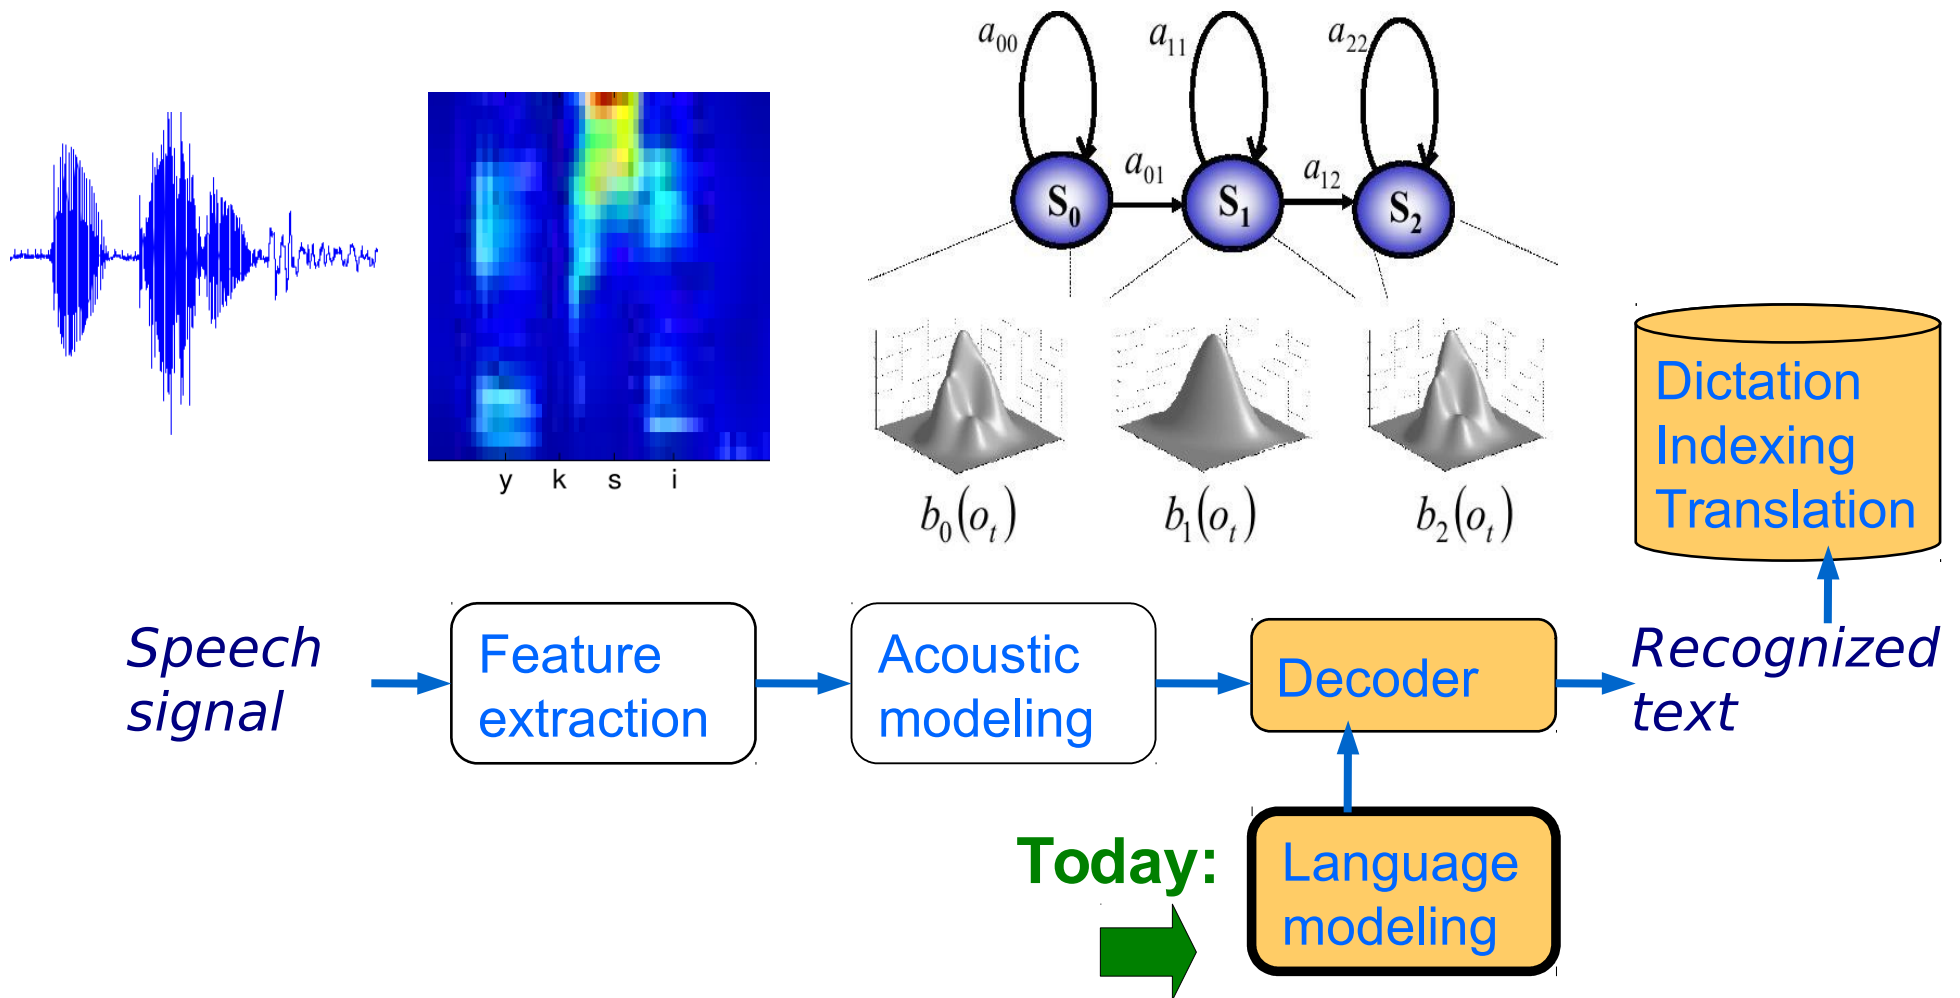 a₀₀ a₁₁ a₂₂
S₀ a₀₁ S₁ a₁₂ S₂
y k s i
b₀(oₜ) b₁(oₜ) b₂(oₜ)
Dictation
Indexing
Translation
Speech
signal
Feature
extraction
Acoustic
modeling
Decoder
Recognized
text
Today:
Language
modeling